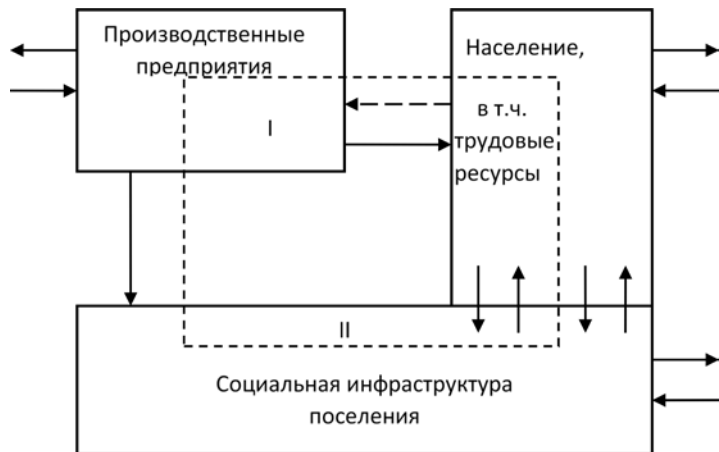 Производственные
предприятия
I
Население,
в т.ч.
трудовые
ресурсы
II
Социальная инфраструктура
поселения